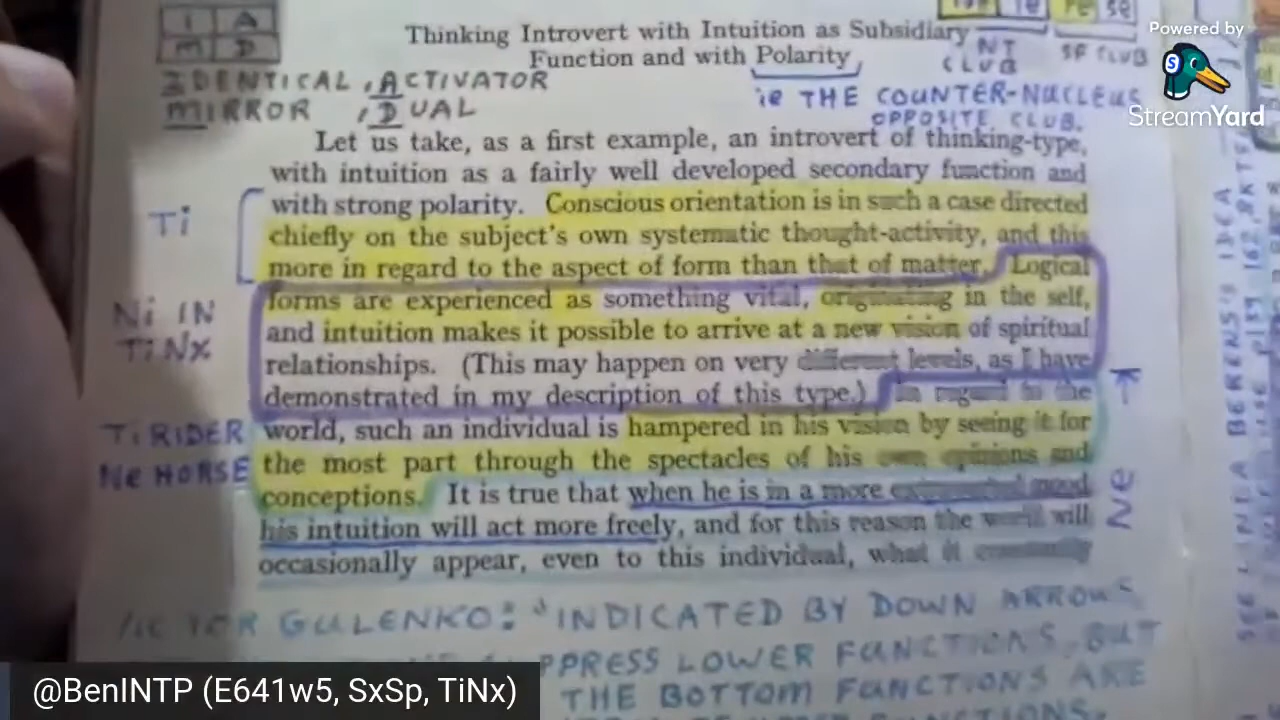 I A
M D
IDENTICAL, ACTIVATOR
MIRROR, DUAL
Thinking Introvert with Intuition as Subsidiary
Function and with Polarity
NT CLUB
SF CLUB
ie THE COUNTER-NUCLEUS
OPPOSITE CLUB.
Powered by
StreamYard
Let us take, as a first example, an introvert of thinking-type,
with intuition as a fairly well developed secondary function and
with strong polarity. Conscious orientation is in such a case directed
chiefly on the subject's own systematic thought-activity, and this
more in regard to the aspect of form than that of matter. Logical
forms are experienced as something vital, originating in the self,
and intuition makes it possible to arrive at a new vision of spiritual
relationships. (This may happen on very different levels, as I have
demonstrated in my description of this type.) In regard to the
world, such an individual is hampered in his vision by seeing it for
the most part through the spectacles of his own opinions and
conceptions. It is true that when he is in a more extraverted mood
his intuition will act more freely, and for this reason the world will
occasionally appear, even to this individual, what it
Ti
Ni IN
TiNx
Ti RIDER
Ne HORSE
Ne
GULENKO: "INDICATED BY DOWN ARROWS
LOWER FUNCTIONS, BUT
THE BOTTOM FUNCTIONS ARE
FUNCTIONS.
@BenINTP (E641w5, SxSp, TiNx)